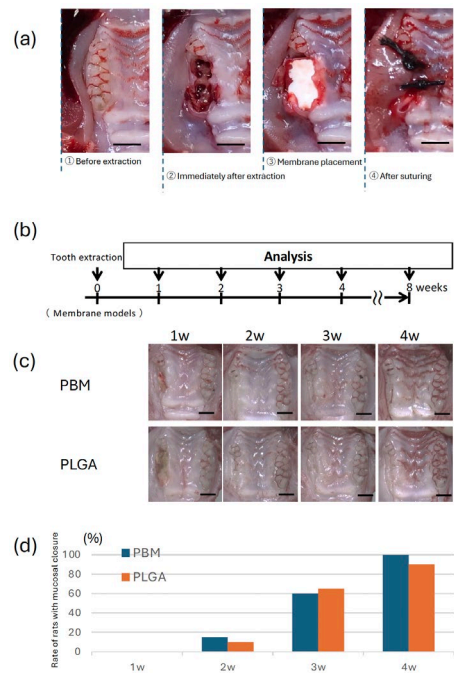 (a)
① Before extraction
② Immediately after extraction
③ Membrane placement
④ After suturing
(b)
Tooth extraction
Analysis
0 1 2 3 4 8 weeks
( Membrane models )
(c)
1w 2w 3w 4w
PBM
PLGA
(d)
(%)
Rate of rats with mucosal closure
PBM
PLGA
100
80
60
40
20
0
1w 2w 3w 4w